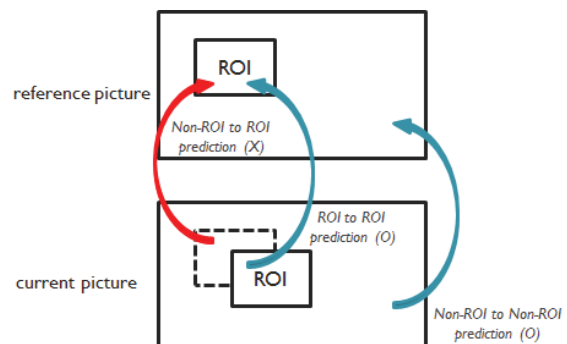 ROI
reference picture
Non-ROI to ROI
prediction (X)
ROI to ROI
prediction (O)
ROI
current picture
Non-ROI to Non-ROI
prediction (O)